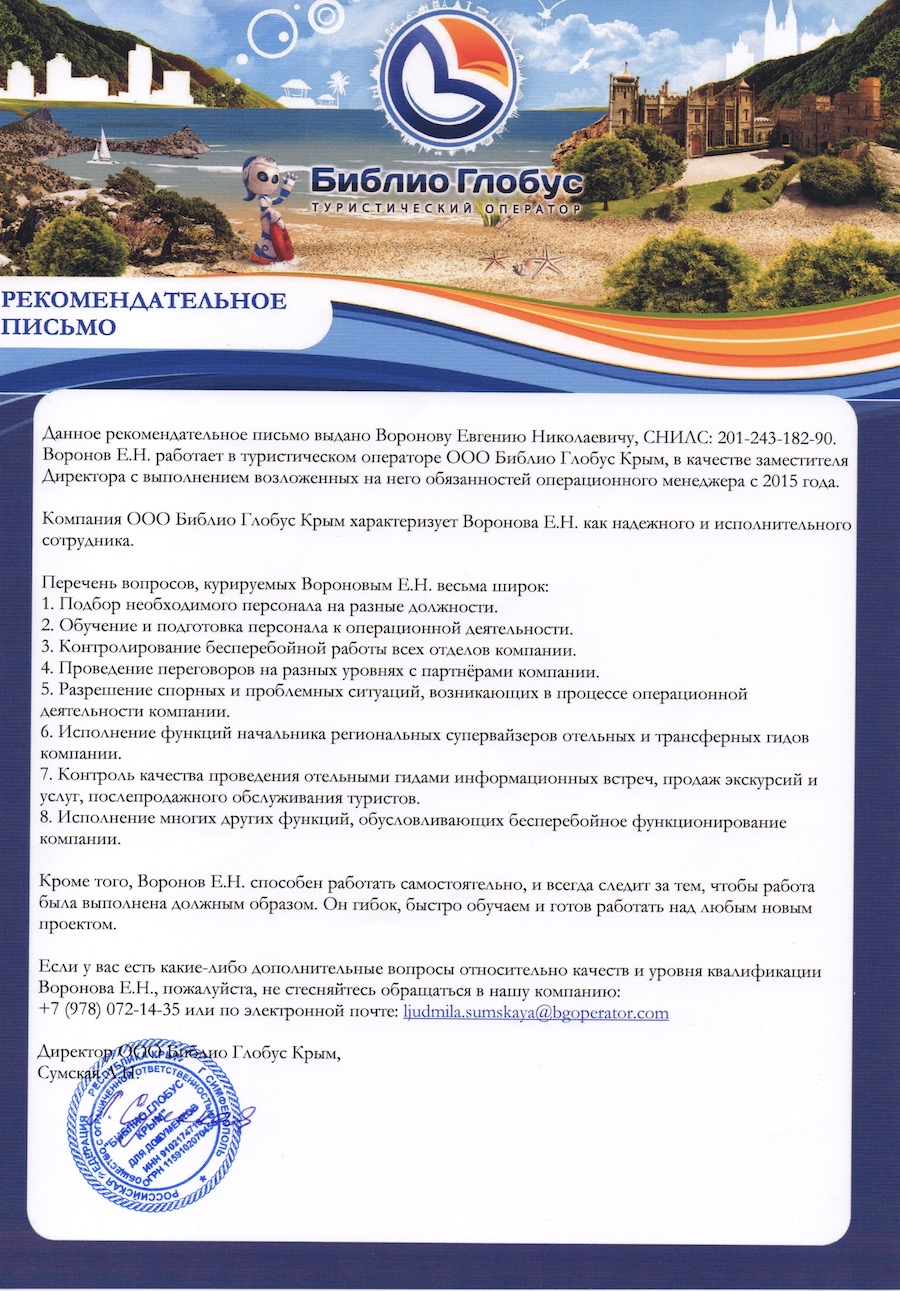 Библио Глобус
ТУРИСТИЧЕСКИЙ ОПЕРАТОР
РЕКОМЕНДАТЕЛЬНОЕ
ПИСЬМО
Данное рекомендательное письмо выдано Воронову Евгению Николаевичу, СНИЛС: 201-243-182-90.
Воронов Е.Н. работает в туристическом операторе ООО Библио Глобус Крым, в качестве заместителя
Директора с выполнением возложенных на него обязанностей операционного менеджера с 2015 года.
Компания ООО Библио Глобус Крым характеризует Воронова Е.Н. как надежного и исполнительного
сотрудника.
Перечень вопросов, курируемых Вороновым Е.Н. весьма широк:
1. Подбор необходимого персонала на разные должности.
2. Обучение и подготовка персонала к операционной деятельности.
3. Контролирование бесперебойной работы всех отделов компании.
4. Проведение переговоров на разных уровнях с партнёрами компании.
5. Разрешение спорных и проблемных ситуаций, возникающих в процессе операционной
деятельности компании.
6. Исполнение функций начальника региональных супервайзеров отельных и трансферных гидов
компании.
7. Контроль качества проведения отельными гидами информационных встреч, продаж экскурсий и
услуг, послепродажного обслуживания туристов.
8. Исполнение многих других функций, обусловливающих бесперебойное функционирование
компании.
Кроме того, Воронов Е.Н. способен работать самостоятельно, и всегда следит за тем, чтобы работа
была выполнена должным образом. Он гибок, быстро обучаем и готов работать над любым новым
проектом.
Если у вас есть какие-либо дополнительные вопросы относительно качеств и уровня квалификации
Воронова Е.Н., пожалуйста, не стесняйтесь обращаться в нашу компанию:
+7 (978) 072-14-35 или по электронной почте: ljudmila.sumskaya@bgoperator.com
Директор ООО Библио Глобус Крым,
Сумская Л.Н.
РОССИЙСКАЯ ФЕДЕРАЦИЯ РЕСПУБЛИКА КРЫМ Г. СИМФЕРОПОЛЬ
ОБЩЕСТВО С ОГРАНИЧЕННОЙ ОТВЕТСТВЕННОСТЬЮ
"БИБЛИО ГЛОБУС
КРЫМ"
ДЛЯ ДОКУМЕНТОВ
ИНН
ОГРН